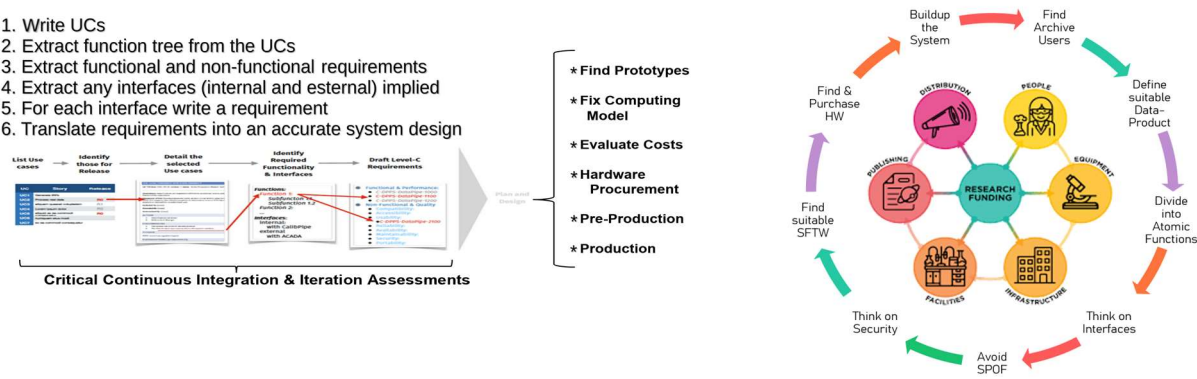 1. Write UCs
2. Extract function tree from the UCs
3. Extract functional and non-functional requirements
4. Extract any interfaces (internal and esternal) implied
5. For each interface write a requirement
6. Translate requirements into an accurate system design
List Use
cases
Identify
those for
Release
Detail the
selected
Use cases
Identify
Required
Functionality
& Interfaces
Draft Level-C
Requirements
UC
Story
Release
Functions:
Function 1
Subfunction 1.1
Subfunction 1.2
Function 2:
...
Interfaces:
internal
with CalibPipe
external
with ACADA
Functional & Performance:
Non-Functional & Quality
Plan and
Design
Critical Continuous Integration & Iteration Assessments
* Find Prototypes
* Fix Computing
Model
* Evaluate Costs
* Hardware
Procurement
* Pre-Production
* Production
Buildup
the
System
Find
Archive
Users
Define
suitable
Data-
Product
Divide
into
Atomic
Functions
Think on
Interfaces
Avoid
SPOF
Think on
Security
Find
suitable
SFTW
Find &
Purchase
HW
DISTRIBUTION
PEOPLE
EQUIPMENT
INFRASTRUCTURE
FACILITIES
PUBLISHING
RESEARCH
FUNDING